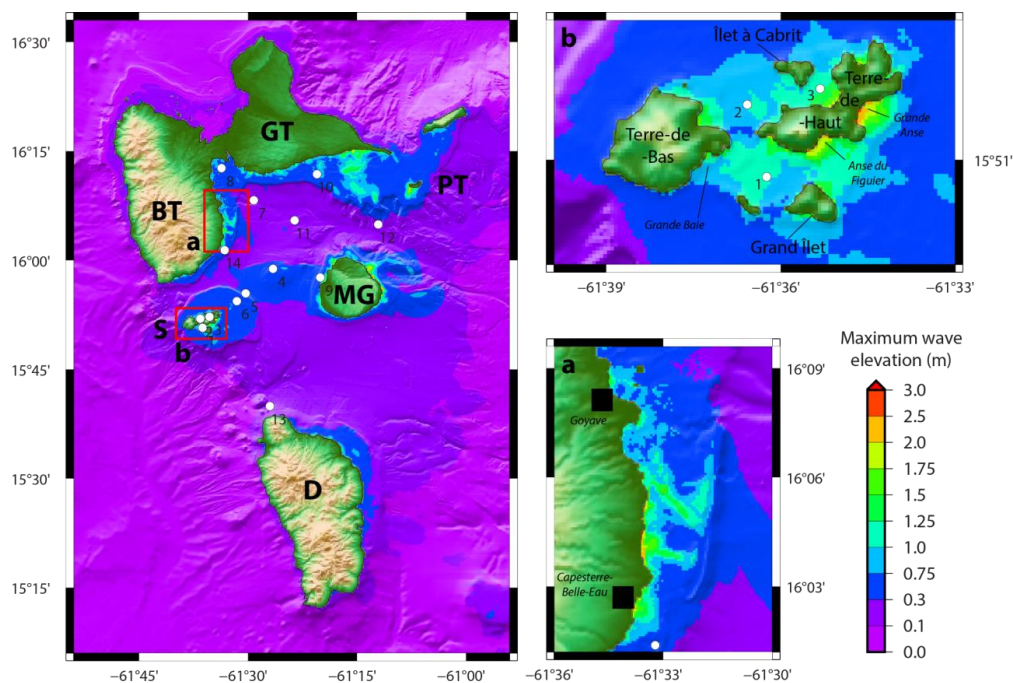 16°30'
16°15'
16°00'
15°45'
15°30'
15°15'
−61°45'
−61°30'
−61°15'
−61°00'
GT
PT
BT
MG
S
D
a
b
8
10
7
11
12
14
4
9
5
6
2
13
b
Îlet à Cabrit
Terre-
de
-Haut
Terre-de
-Bas
Grande
Anse
Anse du
Figuier
Grande Baie
Grand Îlet
2
3
1
15°51'
−61°39'
−61°36'
−61°33'
a
Goyave
Capesterre-
Belle-Eau
16°09'
16°06'
16°03'
−61°36'
−61°33'
−61°30'
Maximum wave
elevation (m)
3.0
2.5
2.0
1.75
1.5
1.25
1.0
0.75
0.3
0.1
0.0